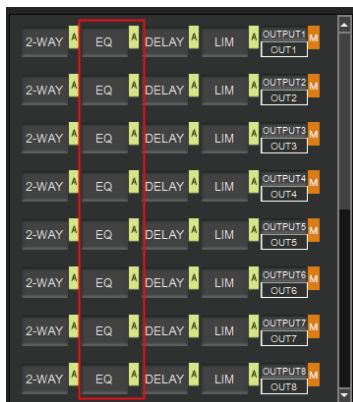 2-WAY A EQ A DELAY A LIM A OUTPUT1 M
OUT1
2-WAY A EQ A DELAY A LIM A OUTPUT2 M
OUT2
2-WAY A EQ A DELAY A LIM A OUTPUT3 M
OUT3
2-WAY A EQ A DELAY A LIM A OUTPUT4 M
OUT4
2-WAY A EQ A DELAY A LIM A OUTPUT5 M
OUT5
2-WAY A EQ A DELAY A LIM A OUTPUT6 M
OUT6
2-WAY A EQ A DELAY A LIM A OUTPUT7 M
OUT7
2-WAY A EQ A DELAY A LIM A OUTPUT8 M
OUT8